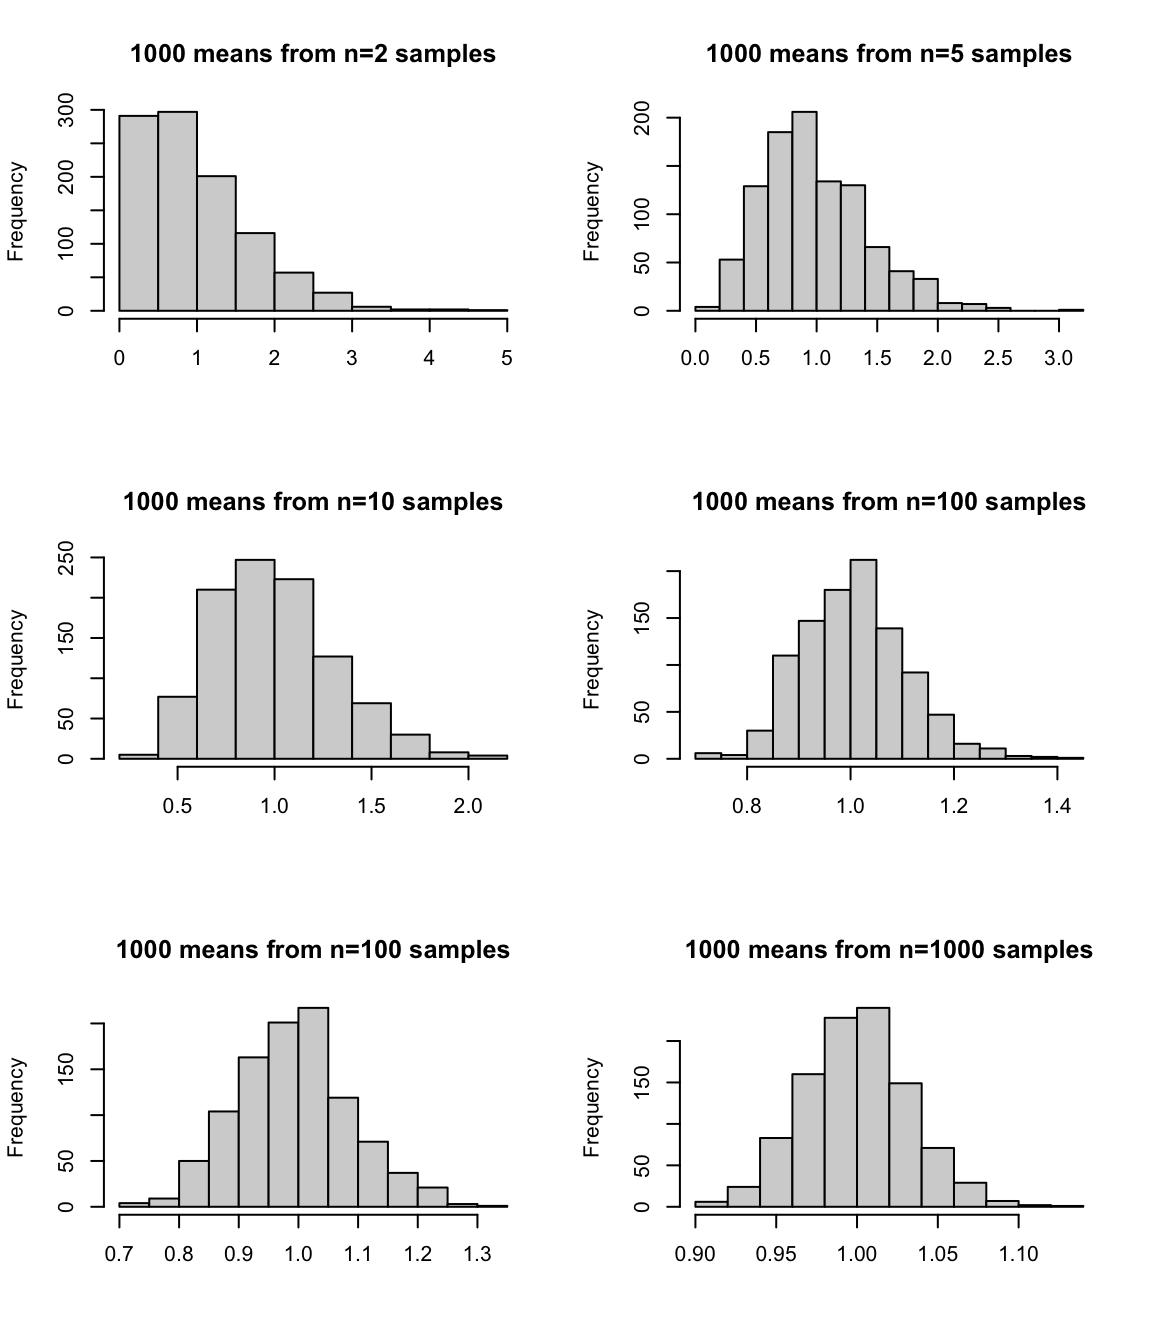 1000 means from n=2 samples
Frequency
0 100 200 300
0 1 2 3 4 5
1000 means from n=5 samples
Frequency
0 50 100 200
0.0 0.5 1.0 1.5 2.0 2.5 3.0
1000 means from n=10 samples
Frequency
0 50 150 250
0.5 1.0 1.5 2.0
1000 means from n=100 samples
Frequency
0 50 150
0.8 1.0 1.2 1.4
1000 means from n=100 samples
Frequency
0 50 150
0.7 0.8 0.9 1.0 1.1 1.2 1.3
1000 means from n=1000 samples
Frequency
0 50 150
0.90 0.95 1.00 1.05 1.10